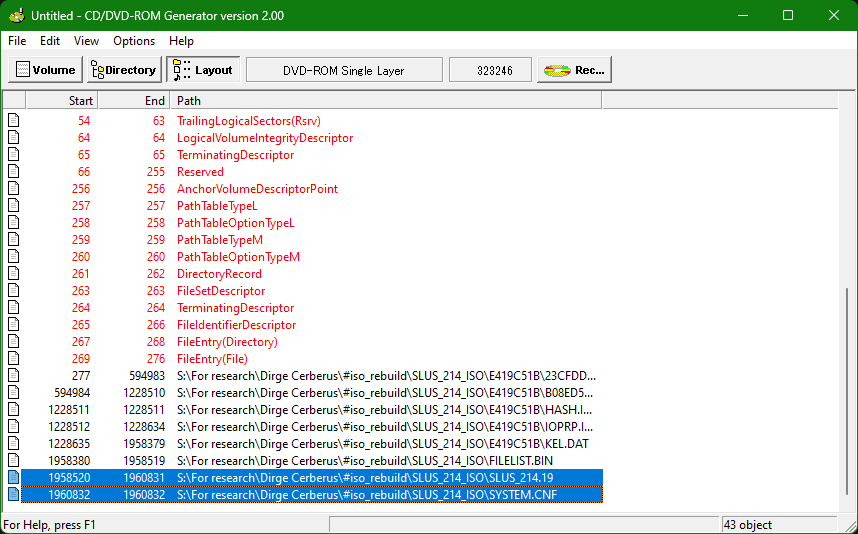 Untitled - CD/DVD-ROM Generator version 2.00
File Edit View Options Help
Volume Directory Layout DVD-ROM Single Layer 323246 Rec...
Start End Path
54 63 TrailingLogicalSectors(Rsrv)
64 64 LogicalVolumeIntegrityDescriptor
65 65 TerminatingDescriptor
66 255 Reserved
256 256 AnchorVolumeDescriptorPoint
257 257 PathTableTypeL
258 258 PathTableOptionTypeL
259 259 PathTableTypeM
260 260 PathTableOptionTypeM
261 262 DirectoryRecord
263 263 FileSetDescriptor
264 264 TerminatingDescriptor
265 266 FileIdentifierDescriptor
267 268 FileEntry(Directory)
269 276 FileEntry(File)
277 594983 S:\For research\Dirge Cerberus\#iso_rebuild\SLUS_214_ISO\E419C51B\23CFDD...
594984 1228510 S:\For research\Dirge Cerberus\#iso_rebuild\SLUS_214_ISO\E419C51B\B08ED5...
1228511 1228511 S:\For research\Dirge Cerberus\#iso_rebuild\SLUS_214_ISO\E419C51B\HASH.I...
1228512 1228634 S:\For research\Dirge Cerberus\#iso_rebuild\SLUS_214_ISO\E419C51B\IOPRP.I...
1228635 1958379 S:\For research\Dirge Cerberus\#iso_rebuild\SLUS_214_ISO\E419C51B\KEL.DAT
1958380 1958519 S:\For research\Dirge Cerberus\#iso_rebuild\SLUS_214_ISO\FILELIST.BIN
1958520 1960831 S:\For research\Dirge Cerberus\#iso_rebuild\SLUS_214_ISO\SLUS_214.19
1960832 1960832 S:\For research\Dirge Cerberus\#iso_rebuild\SLUS_214_ISO\SYSTEM.CNF
For Help, press F1 43 object